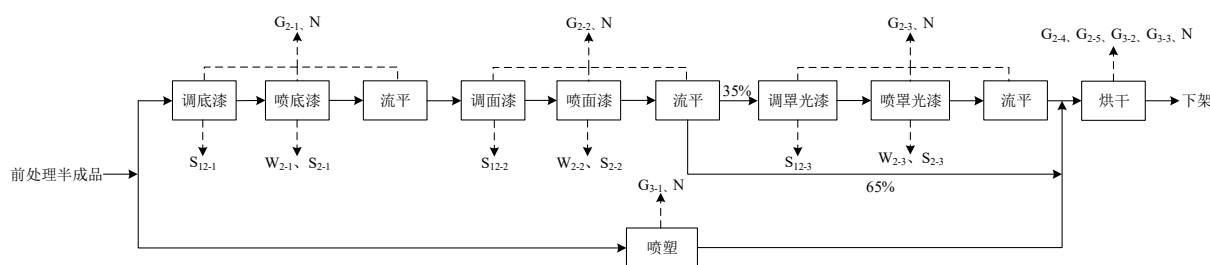 G2-1、N
G2-2、N
G2-3、N
G2-4、G2-5、G3-2、G3-3、N
调底漆
喷底漆
流平
调面漆
喷面漆
流平
35%
调罩光漆
喷罩光漆
流平
烘干
下架
S12-1
W2-1、S2-1
S12-2
W2-2、S2-2
S12-3
W2-3、S2-3
前处理半成品
65%
G3-1、N
喷塑